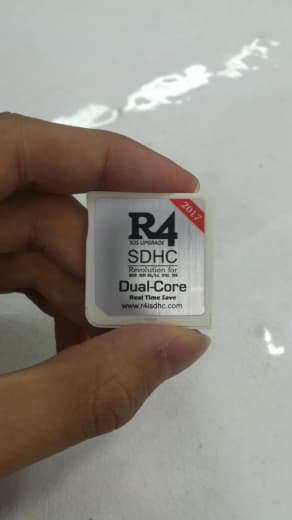 2017
R4
3DS UPGRADE
SDHC
Revolution for
Dual-Core
Real Time Save
www.r4isdhc.com